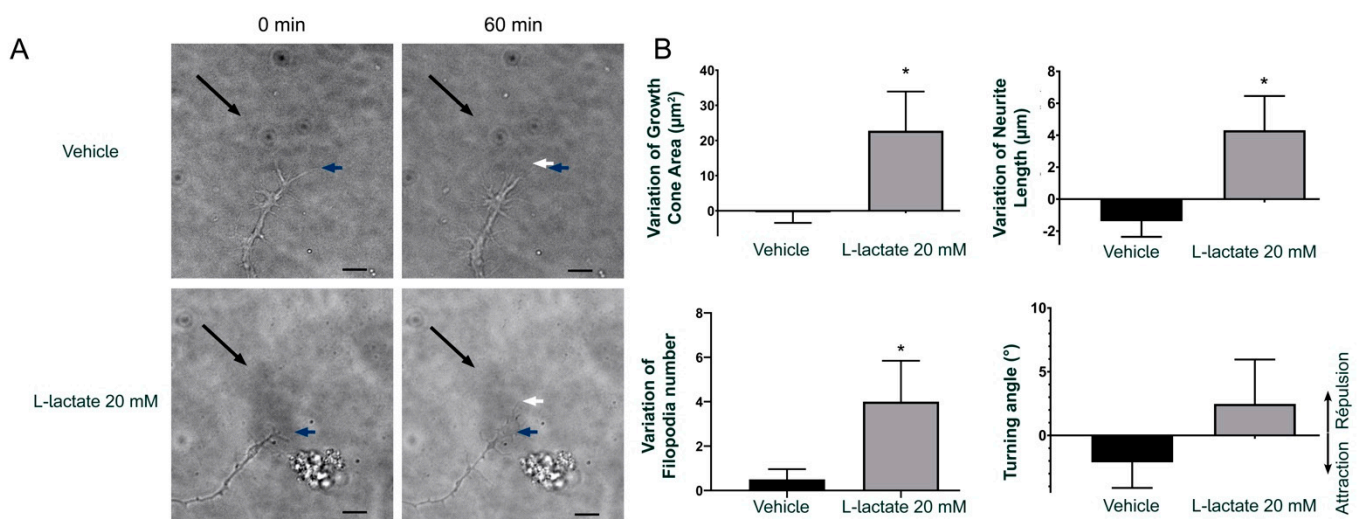 A
0 min
60 min
Vehicle
L-lactate 20 mM
B
Variation of Growth
Cone Area (µm²)
40
30
20
10
0
*
Vehicle
L-lactate 20 mM
Variation of Neurite
Length (µm)
8
6
4
2
0
-2
*
Vehicle
L-lactate 20 mM
Variation of
Filopodia number
8
6
4
2
0
*
Vehicle
L-lactate 20 mM
Turning angle (°)
10
5
0
Vehicle
L-lactate 20 mM
Attraction Répulsion